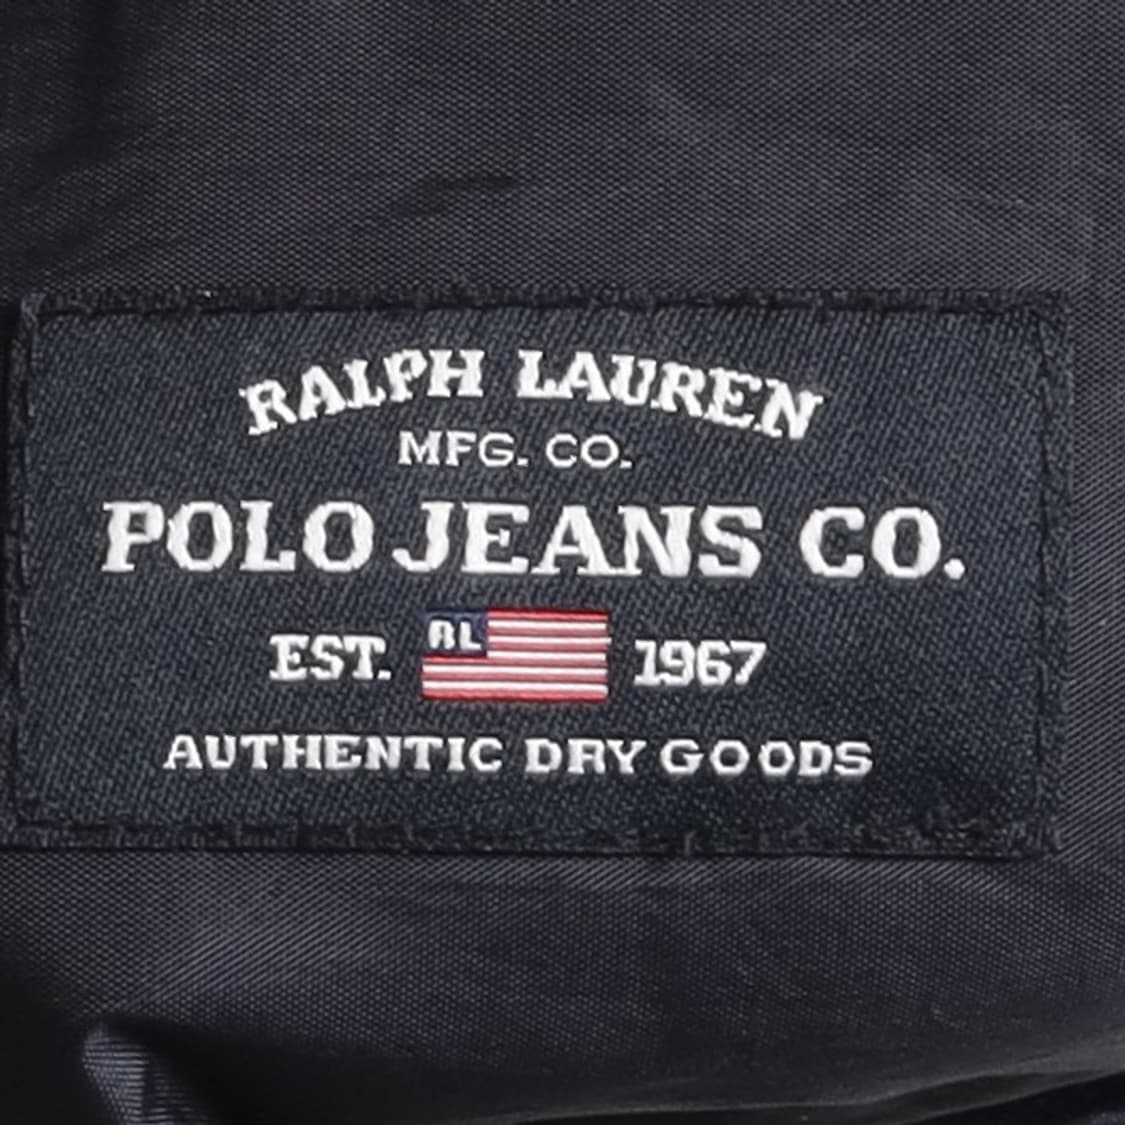 RALPH LAUREN
MFG. CO.
POLO JEANS CO.
EST. RL 1967
AUTHENTIC DRY GOODS